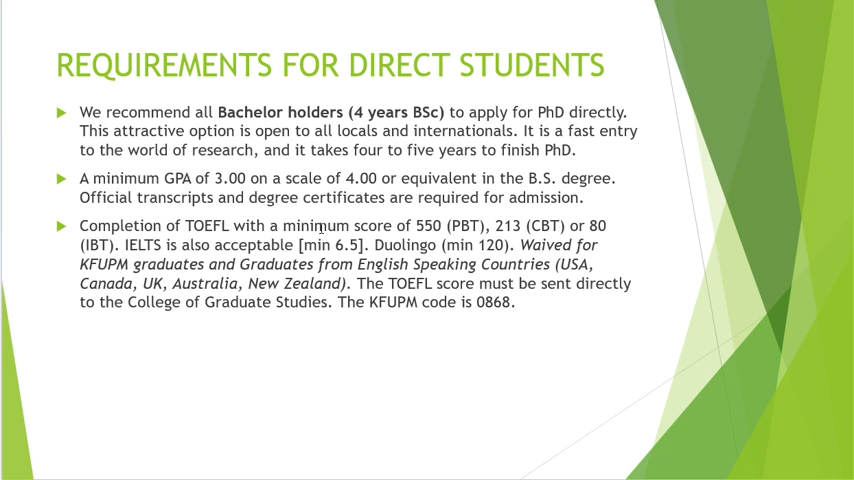 REQUIREMENTS FOR DIRECT STUDENTS
We recommend all Bachelor holders (4 years BSc) to apply for PhD directly.
This attractive option is open to all locals and internationals. It is a fast entry
to the world of research, and it takes four to five years to finish PhD.
A minimum GPA of 3.00 on a scale of 4.00 or equivalent in the B.S. degree.
Official transcripts and degree certificates are required for admission.
Completion of TOEFL with a minimum score of 550 (PBT), 213 (CBT) or 80
(IBT). IELTS is also acceptable [min 6.5]. Duolingo (min 120). Waived for
KFUPM graduates and Graduates from English Speaking Countries (USA,
Canada, UK, Australia, New Zealand). The TOEFL score must be sent directly
to the College of Graduate Studies. The KFUPM code is 0868.